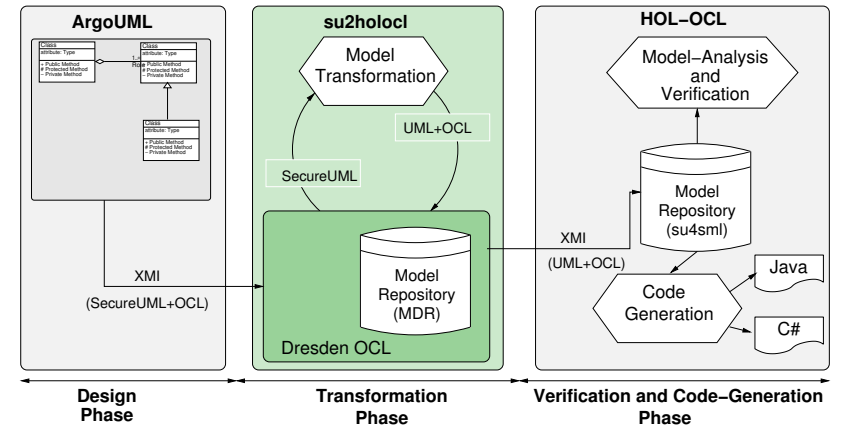 ArgoUML
Class
attribute: Type
+ Public Method
# Protected Method
− Private Method
Class
attribute: Type
+ Public Method
# Protected Method
− Private Method
Class
attribute: Type
+ Public Method
# Protected Method
− Private Method
XMI
(SecureUML+OCL)
su2holocl
Model
Transformation
UML+OCL
SecureUML
Model
Repository
(MDR)
Dresden OCL
HOL−OCL
Model−Analysis
and
Verification
Model
Repository
(su4sml)
XMI
(UML+OCL)
Code
Generation
Java
C#
Design
Phase
Transformation
Phase
Verification and Code−Generation
Phase